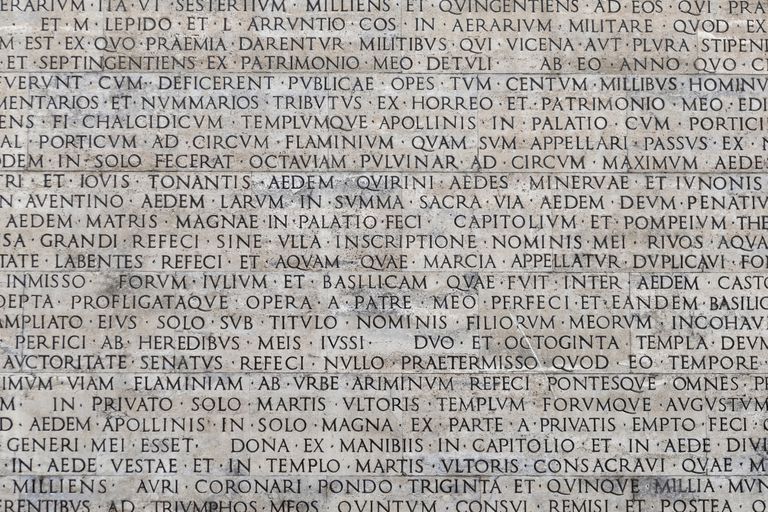 ERARIVM · ITA · VT · SESTERTIVM · MILLIENS · ET · QVINGENTIENS · AD · EOS · QVI · PRA
ET · M · LEPIDO · ET · L · ARRVNTIO · COS · IN · AERARIVM · MILITARE · QVOD · EX
M · EST · EX · QVO · PRAEMIA · DARENTVR · MILITIBVS · QVI · VICENA · AVT · PLVRA · STIPEN
ET · SEPTINGENTIENS · EX · PATRIMONIO · MEO · DETVLI AB · EO · ANNO · QVO · C
FVERVNT · CVM · DEFICERENT · PVBLICAE · OPES · TVM · CENTVM · MILLIBVS · HOMINV
MENTARIOS · ET · NVMMARIOS · TRIBVTVS · EX · HORREO · ET · PATRIMONIO · MEO · EDI
ENS · EI · CHALCIDICVM · TEMPLVMQVE · APOLLINIS · IN · PALATIO · CVM · PORTICI
AL · PORTICVM · AD · CIRCVM · FLAMINIVM · QVAM · SVM · APPELLARI · PASSVS · EX · N
ODEM · IN · SOLO · FECERAT · OCTAVIAM · PVLVINAR · AD · CIRCVM · MAXIMVM · AEDE
TRI · ET · IOVIS · TONANTIS · AEDEM · QVIRINI · AEDES · MINERVAE · ET · IVNONIS
N · AVENTINO · AEDEM · LARVM · IN · SVMMA · SACRA · VIA · AEDEM · DEVM · PENATIV
AEDEM · MATRIS · MAGNAE · IN · PALATIO · FECI CAPITOLIVM · ET · POMPEIVM · THE
SA · GRANDI · REFECI · SINE · VLLA · INSCRIPTIONE · NOMINIS · MEI · RIVOS · AQVA
TATE · LABENTES · REFECI · ET · AQVAM · QVAE · MARCIA · APPELLATVR · DVPLICAVI · FO
INMISSO · FORVM · IVLIVM · ET · BASILICAM · QVAE · FVIT · INTER · AEDEM · CASTO
OEPTA · PROFLIGATAQVE · OPERA · A · PATRE · MEO · PERFECI · ET · EANDEM · BASILIC
AMPLIATO · EIVS · SOLO · SVB · TITVLO · NOMINIS · FILIORVM · MEORVM · INCOHAV
PERFICI · AB · HEREDIBVS · MEIS · IVSSI · DVO · ET · OCTOGINTA · TEMPLA · DEVM
AVCTORITATE · SENATVS · REFECI · NVLLO · PRAETERMISSO · QVOD · EO · TEMPORE
TIMVM · VIAM · FLAMINIAM · AB · VRBE · ARIMINVM · REFECI · PONTESQVE · OMNES · P
M · IN · PRIVATO · SOLO · MARTIS · VLTORIS · TEMPLVM · FORVMQVE · AVGVSTVM
D · AEDEM · APOLLINIS · IN · SOLO · MAGNA · EX · PARTE · A · PRIVATIS · EMPTO · FECI ·
GENERI · MEI · ESSET · DONA · EX · MANIBIIS · IN · CAPITOLIO · ET · IN · AEDE · DIVI
IN · AEDE · VESTAE · ET · IN · TEMPLO · MARTIS · VLTORIS · CONSACRAVI · QVAE · M
MILLIENS · AVRI · CORONARI · PONDO · TRIGINTA · ET · QVINQVE · MILLIA · MVN
ERENTIBVS · AD · TRIVMPHOS · MEOS · QVINTVM · CONSVL · REMISI · ET · POSTEA · Q